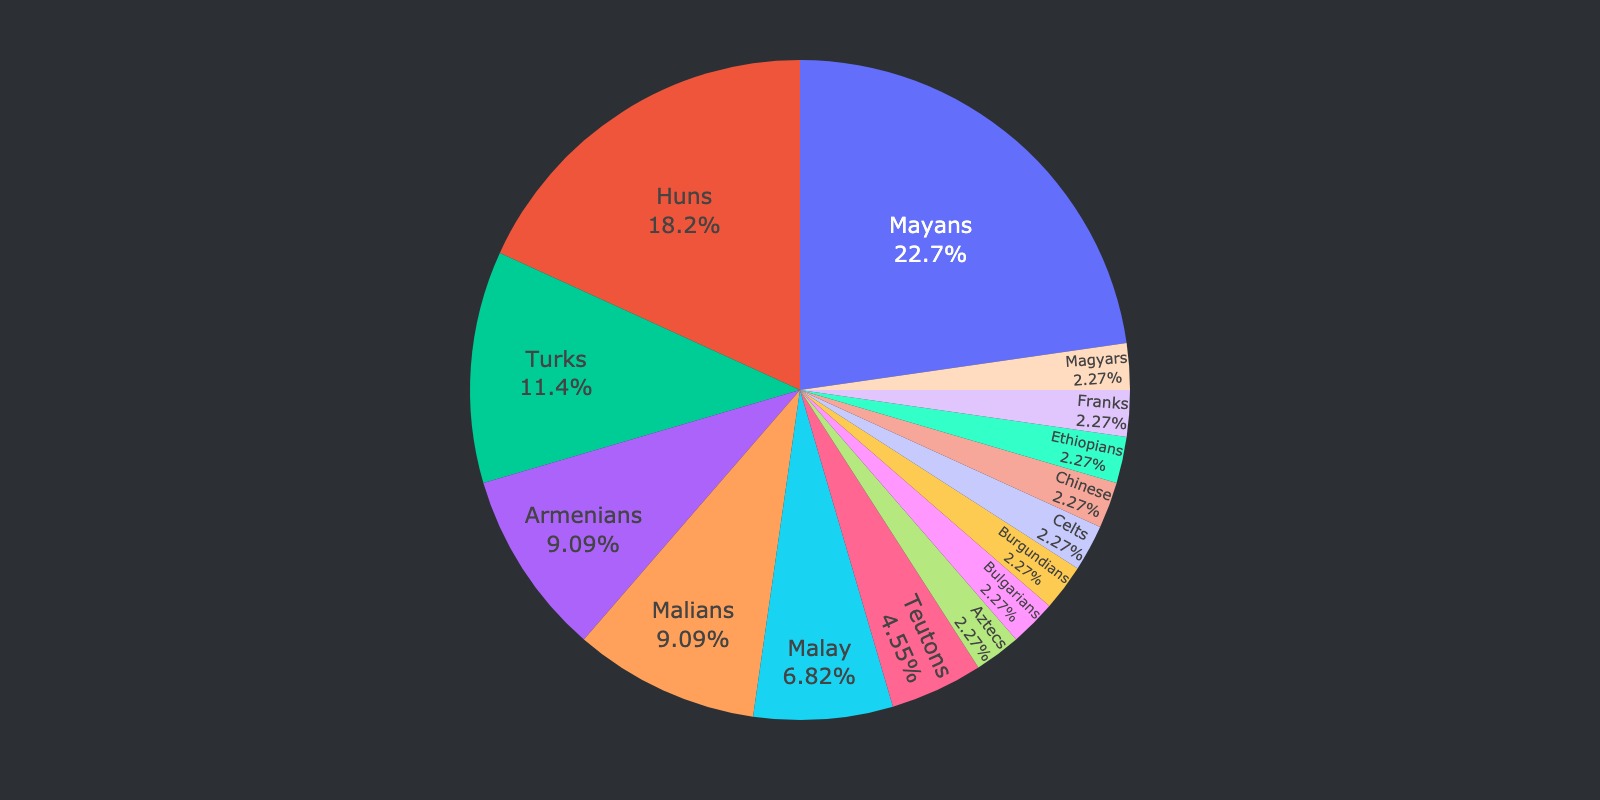 Huns
18.2%
Mayans
22.7%
Turks
11.4%
Magyars
2.27%
Franks
2.27%
Ethiopians
2.27%
Chinese
2.27%
Celts
2.27%
Burgundians
2.27%
Bulgarians
2.27%
Aztecs
2.27%
Teutons
4.55%
Malay
6.82%
Malians
9.09%
Armenians
9.09%